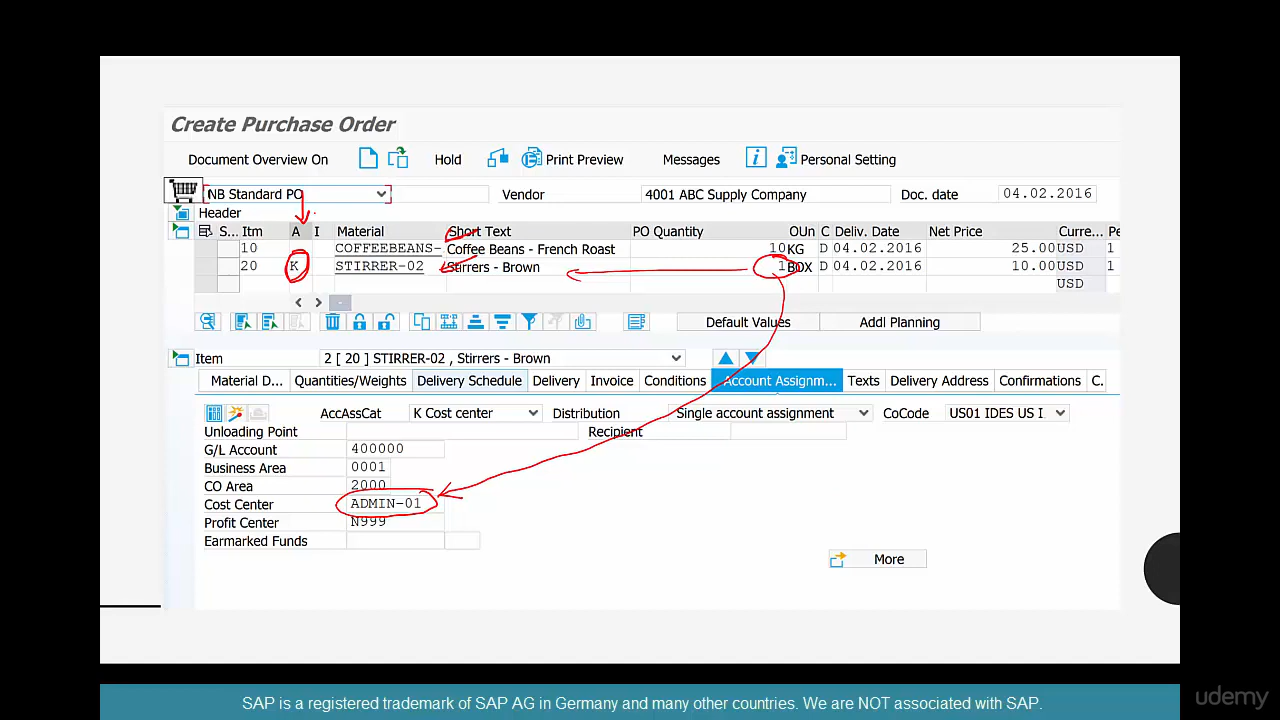 Create Purchase Order
Document Overview On Hold Print Preview Messages Personal Setting
NB Standard PO Vendor 4001 ABC Supply Company Doc. date 04.02.2016
Header
S... Itm A I Material Short Text PO Quantity OUn C Deliv. Date Net Price Curre... Pe
10 COFFEEBEANS- Coffee Beans - French Roast 10 KG D 04.02.2016 25.00 USD 1
20 K STIRRER-02 Stirrers - Brown 1 BOX D 04.02.2016 10.00 USD 1
USD
Default Values Addl Planning
Item 2 [ 20 ] STIRRER-02 , Stirrers - Brown
Material D... Quantities/Weights Delivery Schedule Delivery Invoice Conditions Account Assignm... Texts Delivery Address Confirmations C.
AccAssCat K Cost center Distribution Single account assignment CoCode US01 IDES US I.
Unloading Point Recipient
G/L Account 400000
Business Area 0001
CO Area 2000
Cost Center ADMIN-01
Profit Center N999
Earmarked Funds
More
SAP is a registered trademark of SAP AG in Germany and many other countries. We are NOT associated with SAP.
udemy